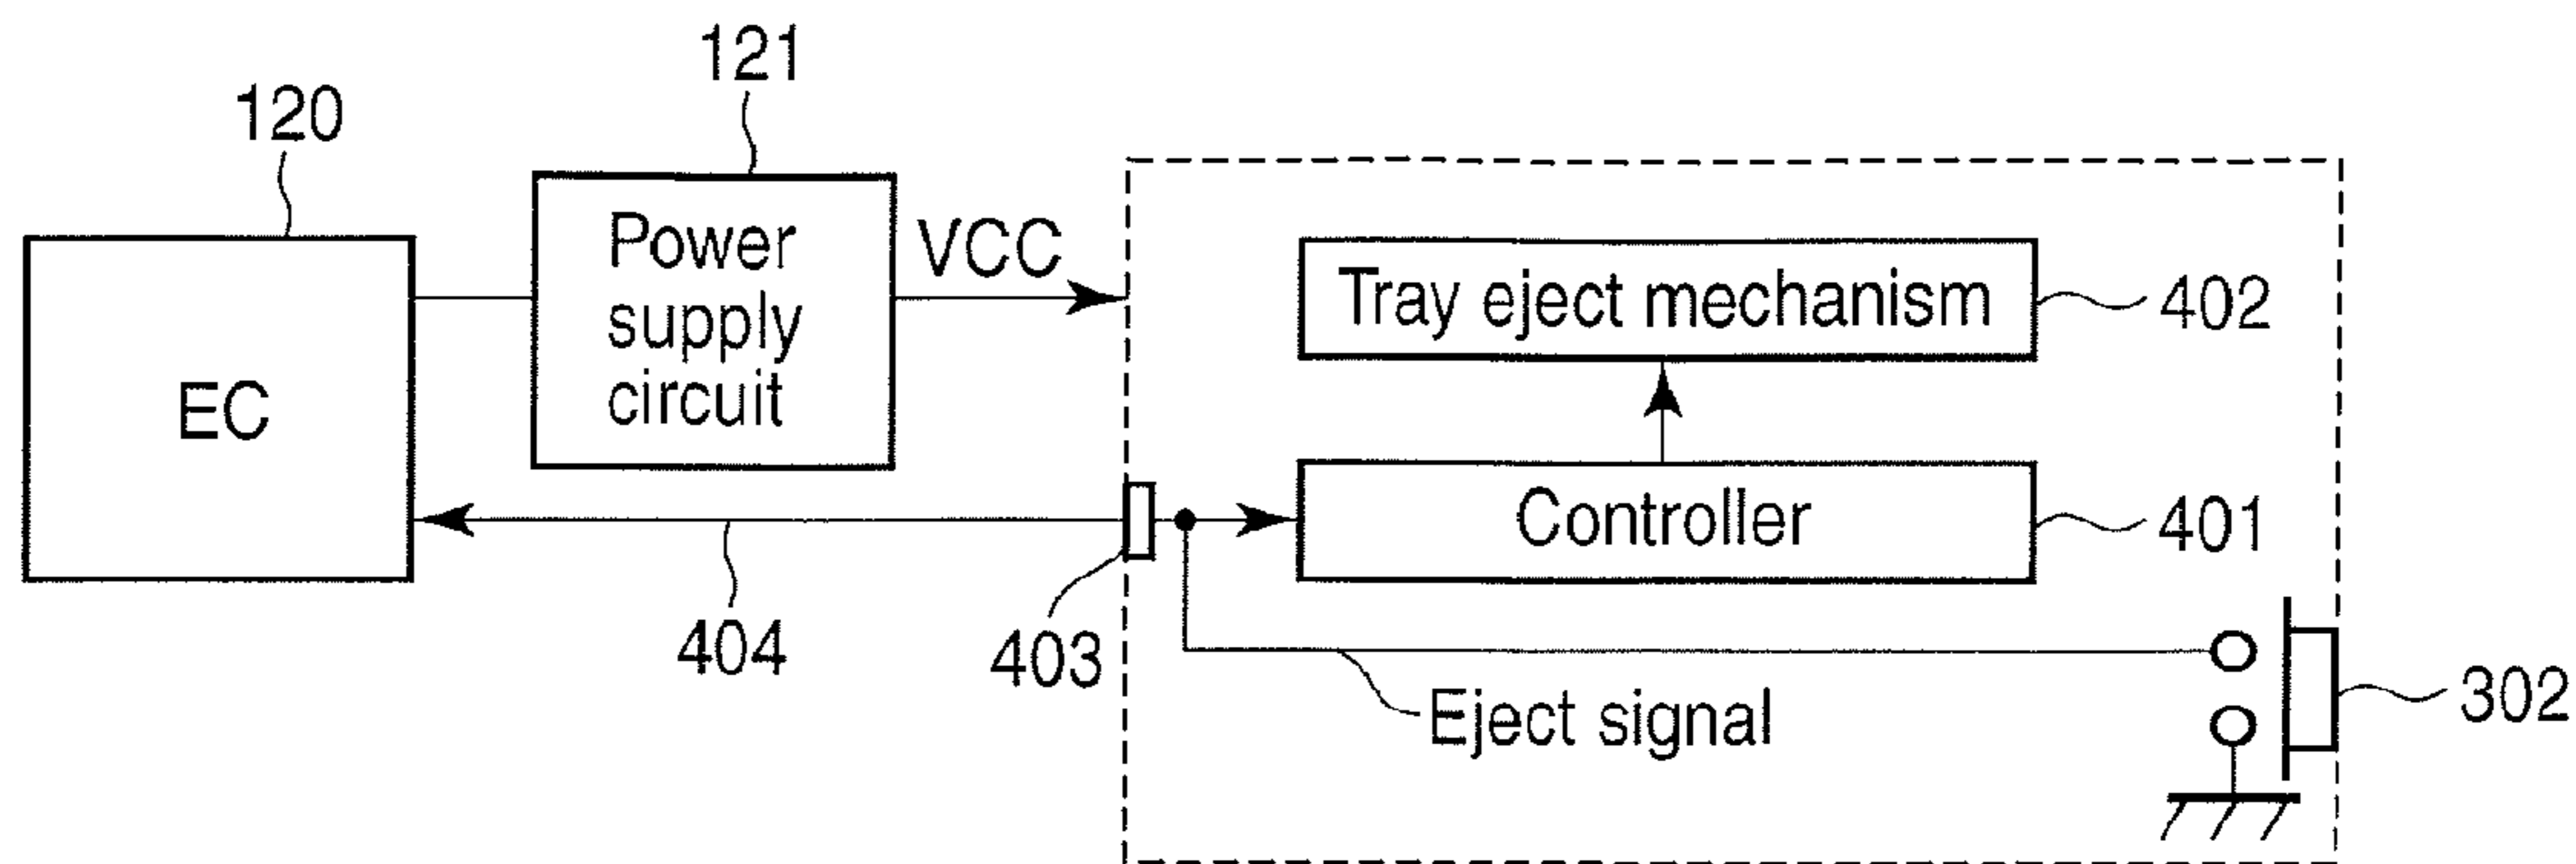 121
120
Power
supply
circuit
VCC
EC
Tray eject mechanism
402
Controller
401
404
403
Eject signal
302